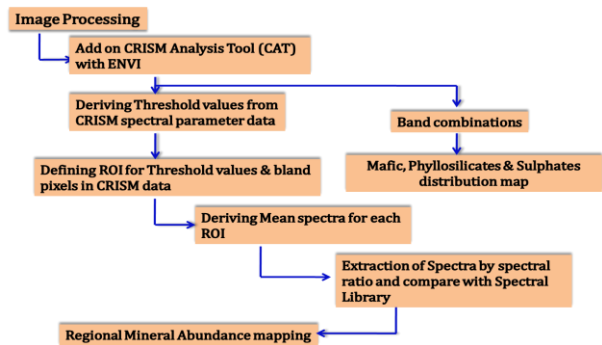 Image Processing
Add on CRISM Analysis Tool (CAT)
with ENVI
Deriving Threshold values from
CRISM spectral parameter data
Band combinations
Defining ROI for Threshold values & bland
pixels in CRISM data
Mafic, Phyllosilicates & Sulphates
distribution map
Deriving Mean spectra for each
ROI
Extraction of Spectra by spectral
ratio and compare with Spectral
Library
Regional Mineral Abundance mapping